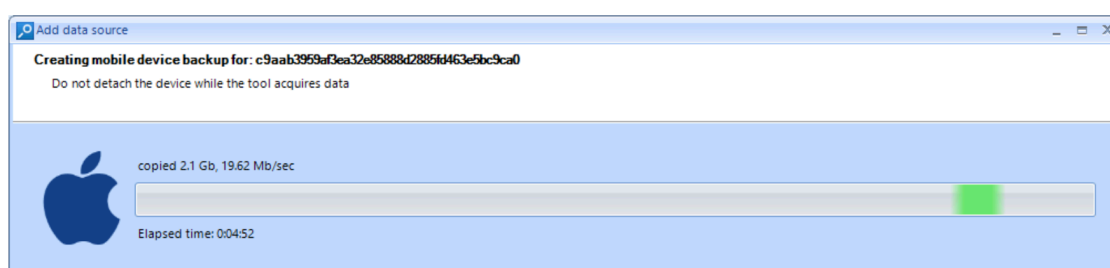 Add data source
Creating mobile device backup for: c9aab3959af3ea32e85888d2885fd463e5bc9ca0
Do not detach the device while the tool acquires data
copied 2.1 Gb, 19.62 Mb/sec
Elapsed time: 0:04:52